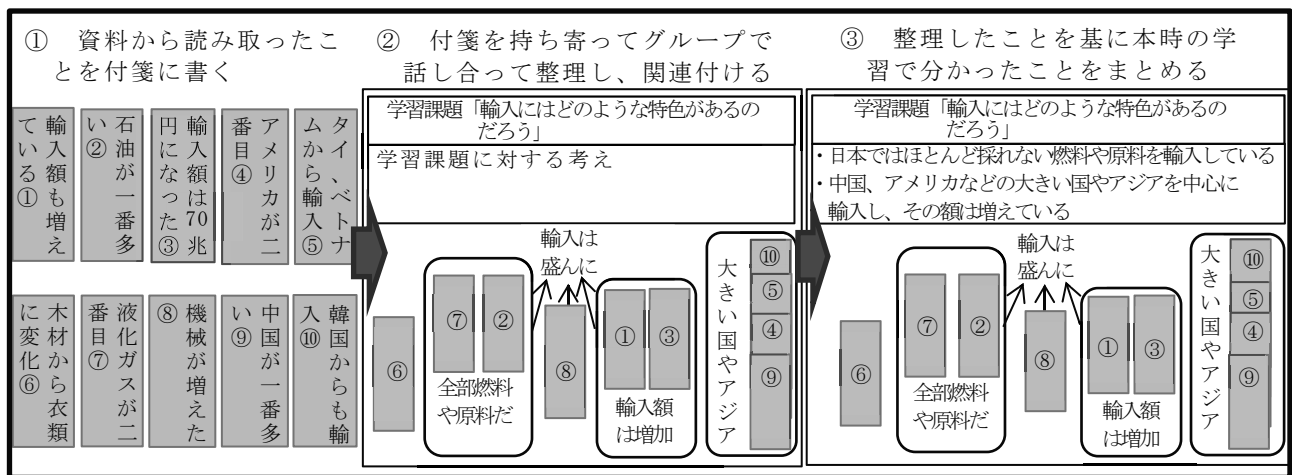 ① 資料から読み取ったこ
とを付箋に書く
タイ、ベトナ
ムから輸入⑤
アメリカが二
番目④
輸入額は70兆
円になった③
石油が一番多
い②
輸入額も増え
ている①
韓国からも輸
入⑩
中国が一番多
い⑨
機械が増えた
⑧
液化ガスが二
番目⑦
木材から衣類
に変化⑥
② 付箋を持ち寄ってグループで
話し合って整理し、関連付ける
学習課題「輸入にはどのような特色があるの
だろう」
学習課題に対する考え
輸入は
盛んに
⑥
⑦
②
全部燃料
や原料だ
⑧
①
③
輸入額
は増加
大きい国やアジア
⑩
⑤
④
⑨
③ 整理したことを基に本時の学
習で分かったことをまとめる
学習課題「輸入にはどのような特色があるの
だろう」
・日本ではほとんど採れない燃料や原料を輸入している
・中国、アメリカなどの大きい国やアジアを中心に
輸入し、その額は増えている
輸入は
盛んに
⑥
⑦
②
全部燃料
や原料だ
⑧
①
③
輸入額
は増加
大きい国やアジア
⑩
⑤
④
⑨